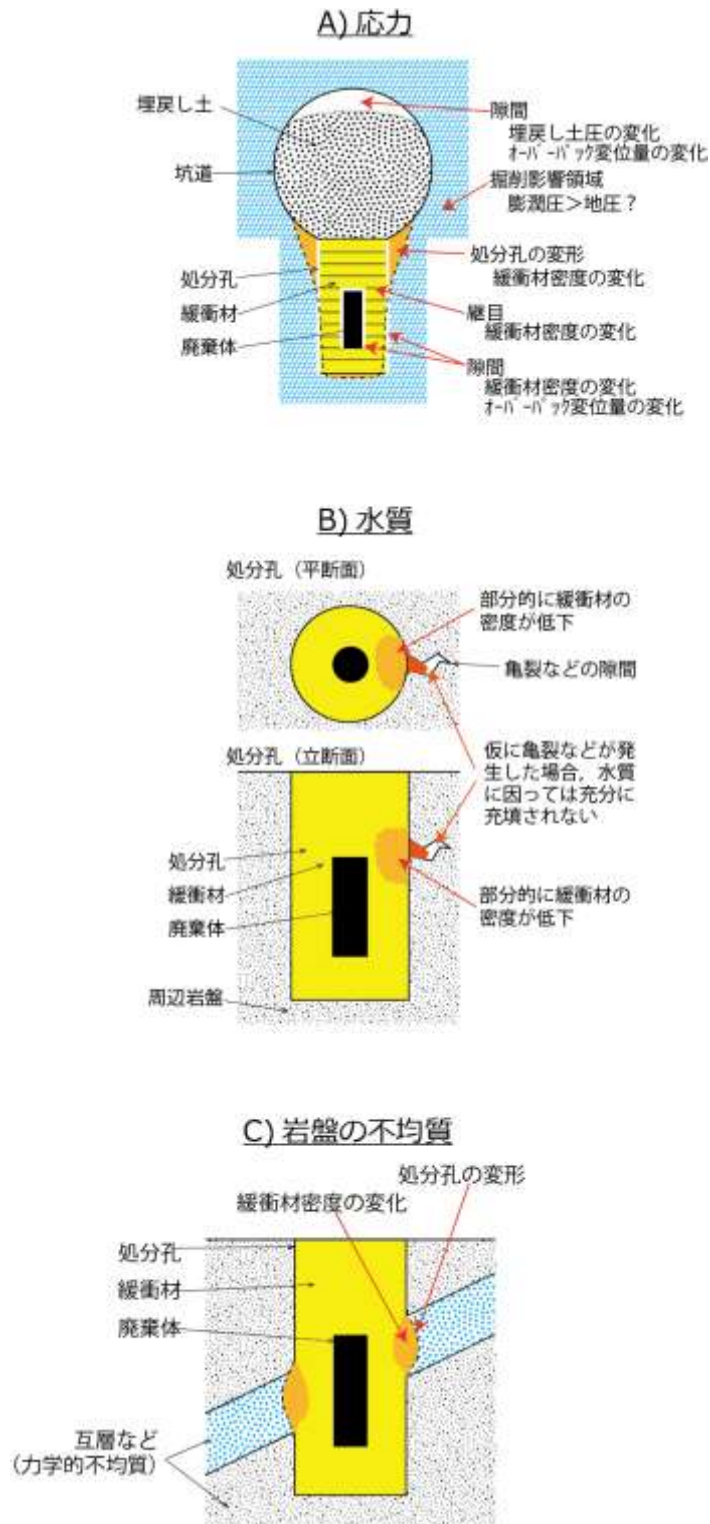 A) 応力
埋戻し土
坑道
処分孔
緩衝材
廃棄体
隙間
埋戻し土圧の変化
ｵｰﾊﾞｰﾊﾟｯｸ変位量の変化
掘削影響領域
膨潤圧＞地圧？
処分孔の変形
緩衝材密度の変化
継目
緩衝材密度の変化
隙間
緩衝材密度の変化
ｵｰﾊﾞｰﾊﾟｯｸ変位量の変化
B) 水質
処分孔（平断面）
部分的に緩衝材の
密度が低下
亀裂などの隙間
処分孔（立断面）
仮に亀裂などが発
生した場合，水質
に因っては充分に
充填されない
処分孔
緩衝材
廃棄体
部分的に緩衝材の
密度が低下
周辺岩盤
C) 岩盤の不均質
処分孔の変形
緩衝材密度の変化
処分孔
緩衝材
廃棄体
互層など
（力学的不均質）